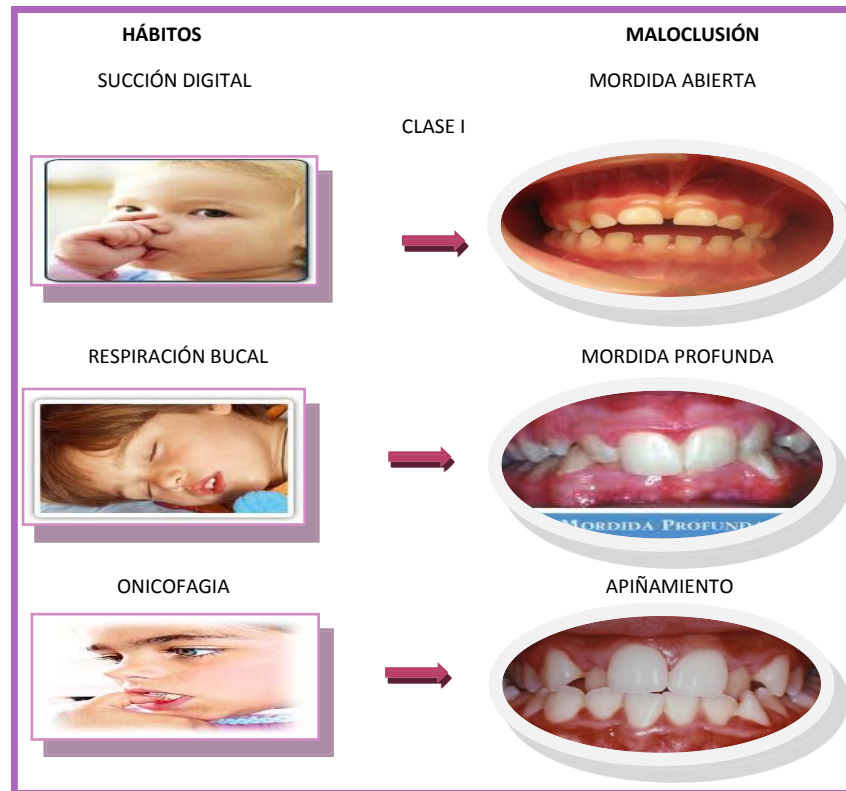 HÁBITOS MALOCLUSIÓN
SUCCIÓN DIGITAL MORDIDA ABIERTA
CLASE I
RESPIRACIÓN BUCAL MORDIDA PROFUNDA
MORDIDA PROFUNDA
ONICOFAGIA APIÑAMIENTO